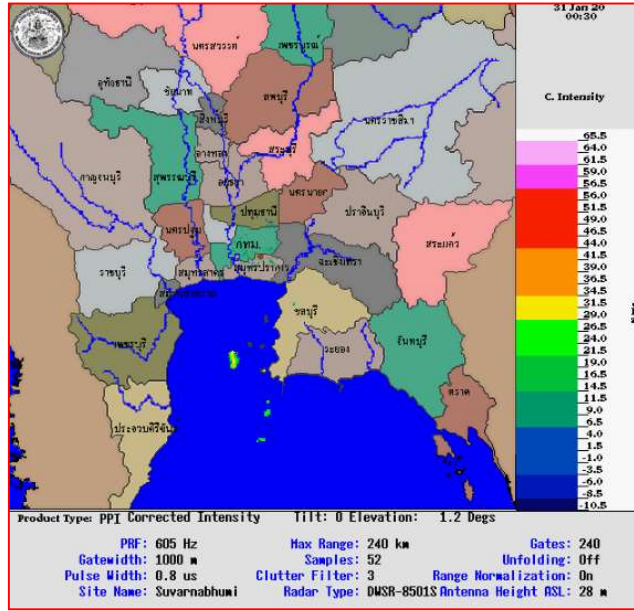 31 Jan 20
00:30
C. Intensity
นครสวรรค์
เพชรบูรณ์
อุทัยธานี
ชัยนาท
ลพบุรี
สิงห์บุรี
นครราชสีมา
อ่างทอง
สระบุรี
กาญจนบุรี
สุพรรณบุรี
อยุธยา
นครนายก
ปราจีนบุรี
ปทุมธานี
นครปฐม
กทม.
สระแก้ว
ราชบุรี
สมุทรสาคร
สมุทรปราการ
ฉะเชิงเทรา
ชลบุรี
เพชรบุรี
ระยอง
จันทบุรี
ตราด
ประจวบคีรีขันธ์
65.5
64.0
61.5
59.0
56.5
56.0
51.5
49.0
46.5
44.0
41.5
39.0
36.5
34.0
31.5
29.0
26.5
24.0
21.5
19.0
16.5
14.5
11.5
9.0
6.5
4.0
1.5
-1.0
-3.5
-6.0
-8.5
-10.5
Product Type: PPI Corrected Intensity Tilt: 0 Elevation: 1.2 Degs
PRF: 605 Hz Max Range: 240 km Gates: 240
Gatewidth: 1000 m Samples: 52 Unfolding: Off
Pulse Width: 0.8 us Clutter Filter: 3 Range Normalization: On
Site Name: Suvarnabhumi Radar Type: DWSR-8501S Antenna Height ASL: 28 m